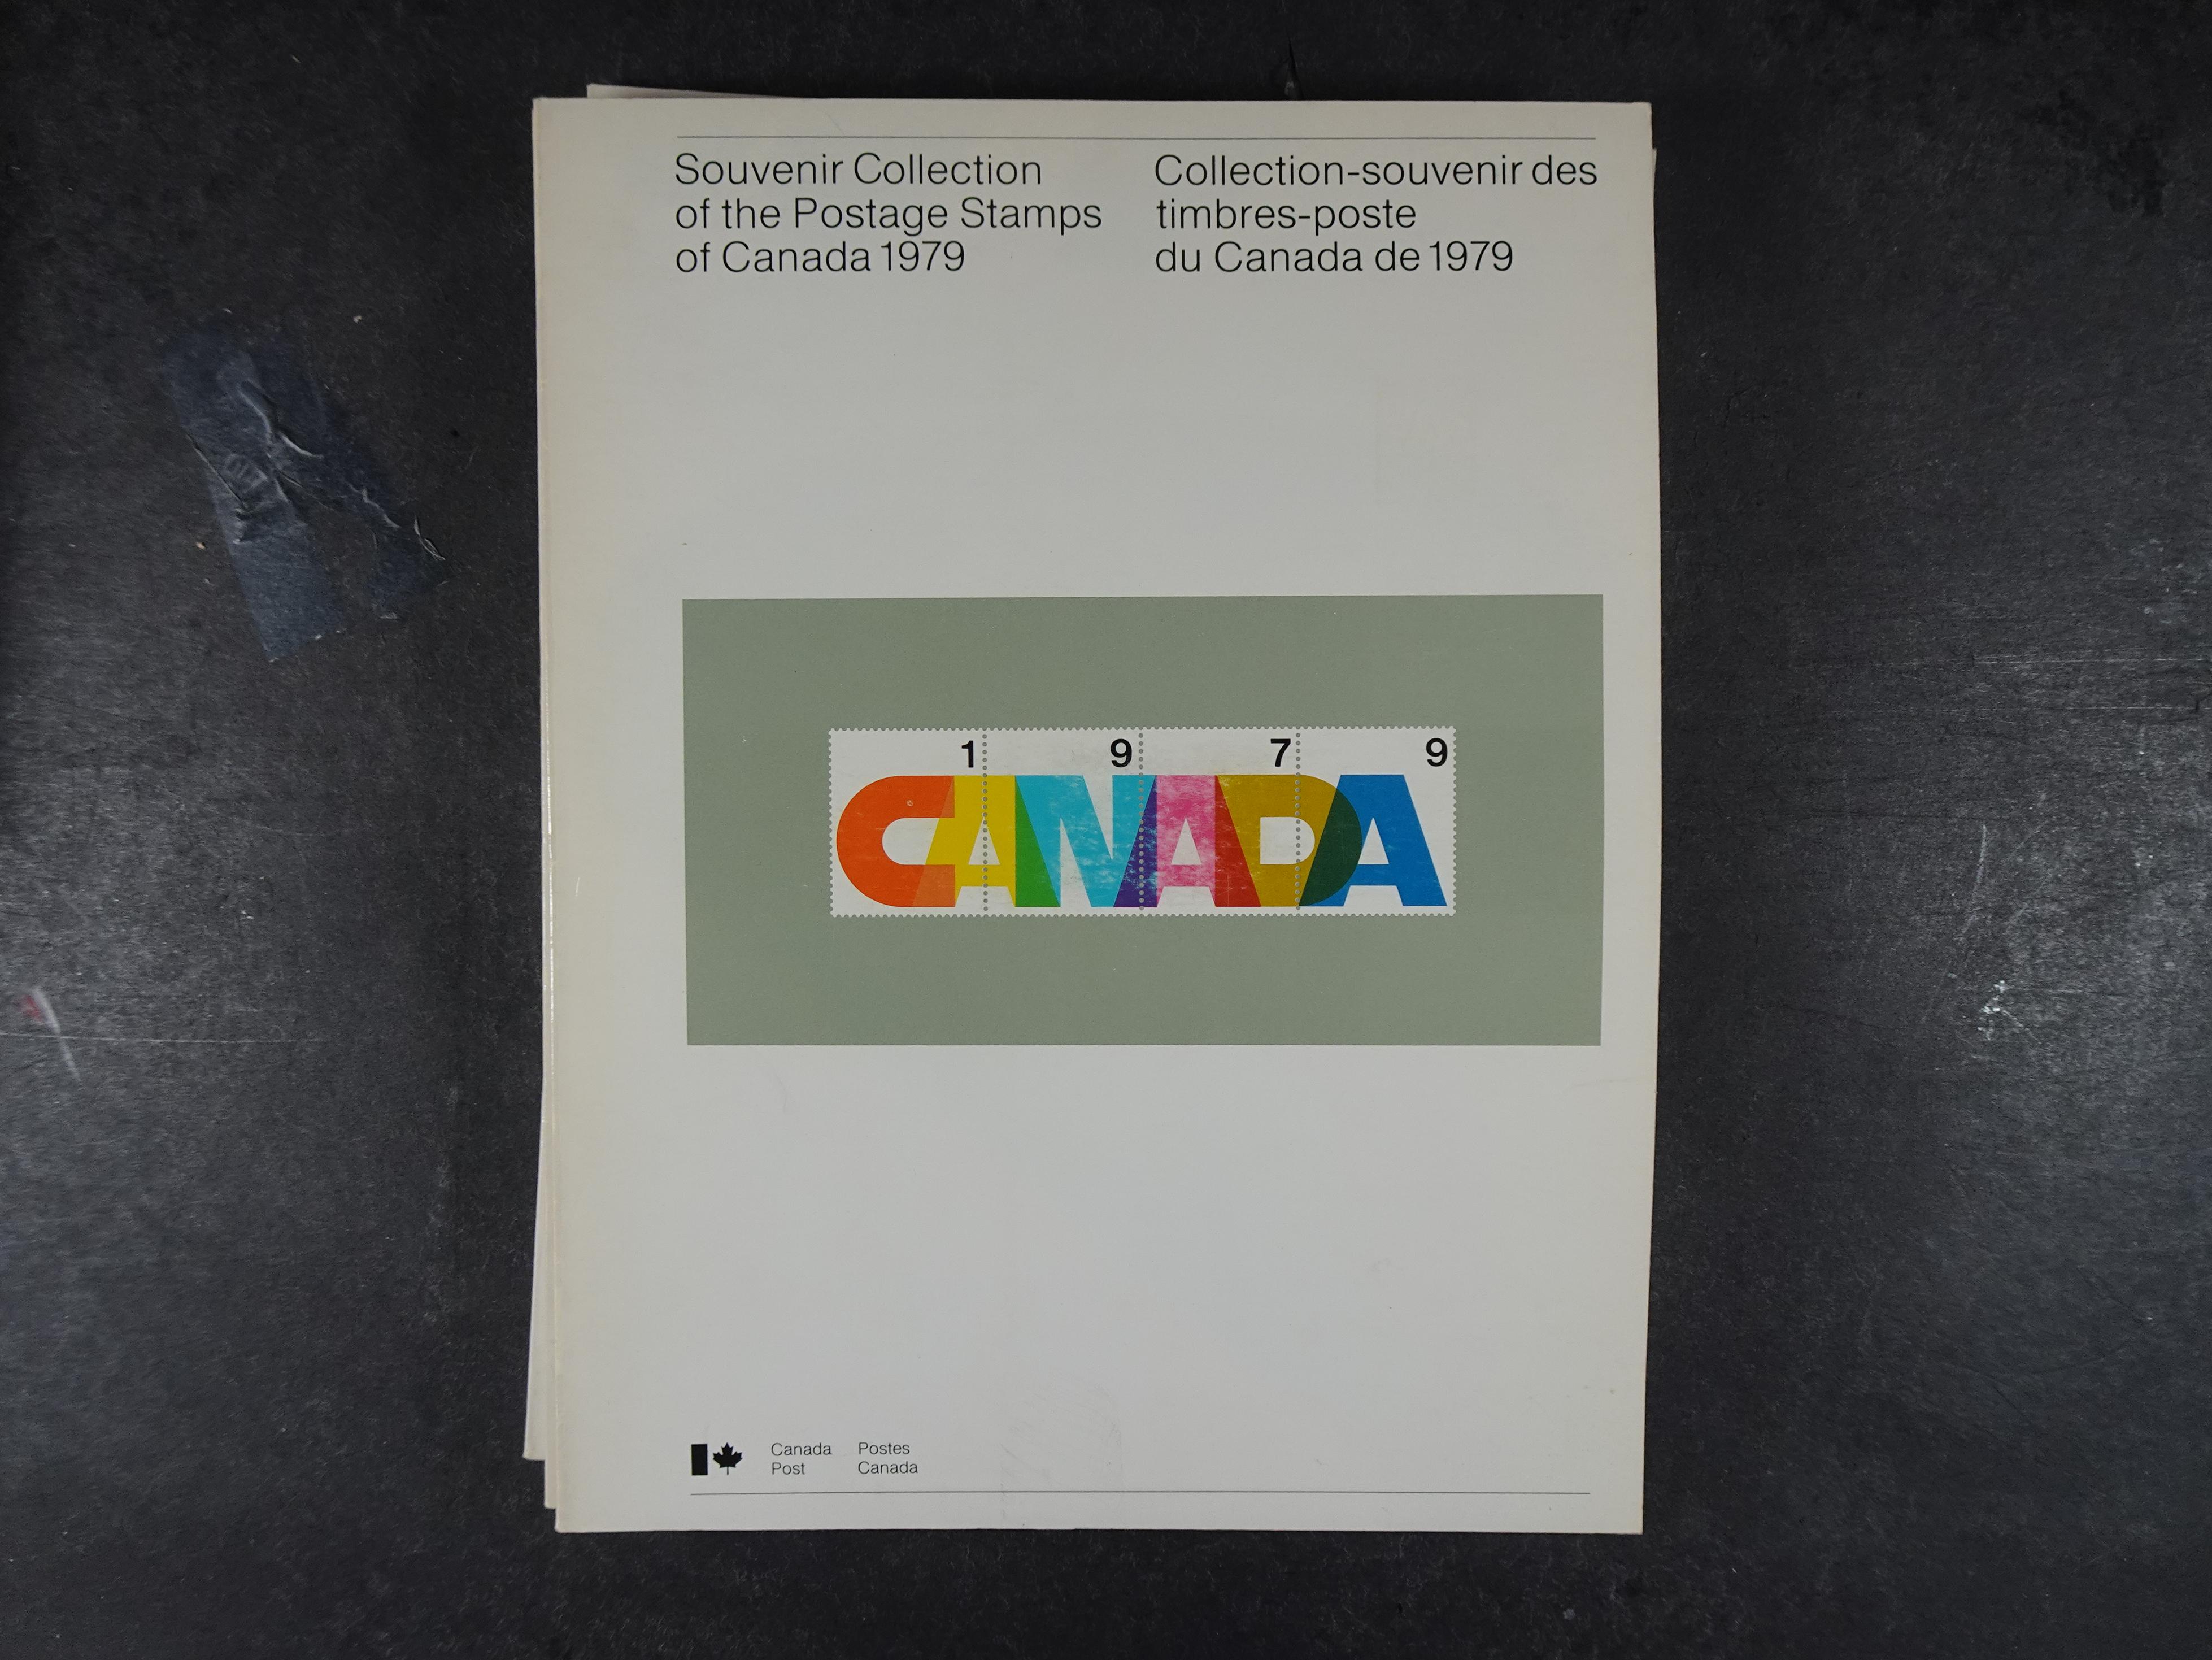 Souvenir Collection
of the Postage Stamps
of Canada 1979
Collection-souvenir des
timbres-poste
du Canada de 1979
1 9 7 9
CANADA
Canada
Post
Postes
Canada